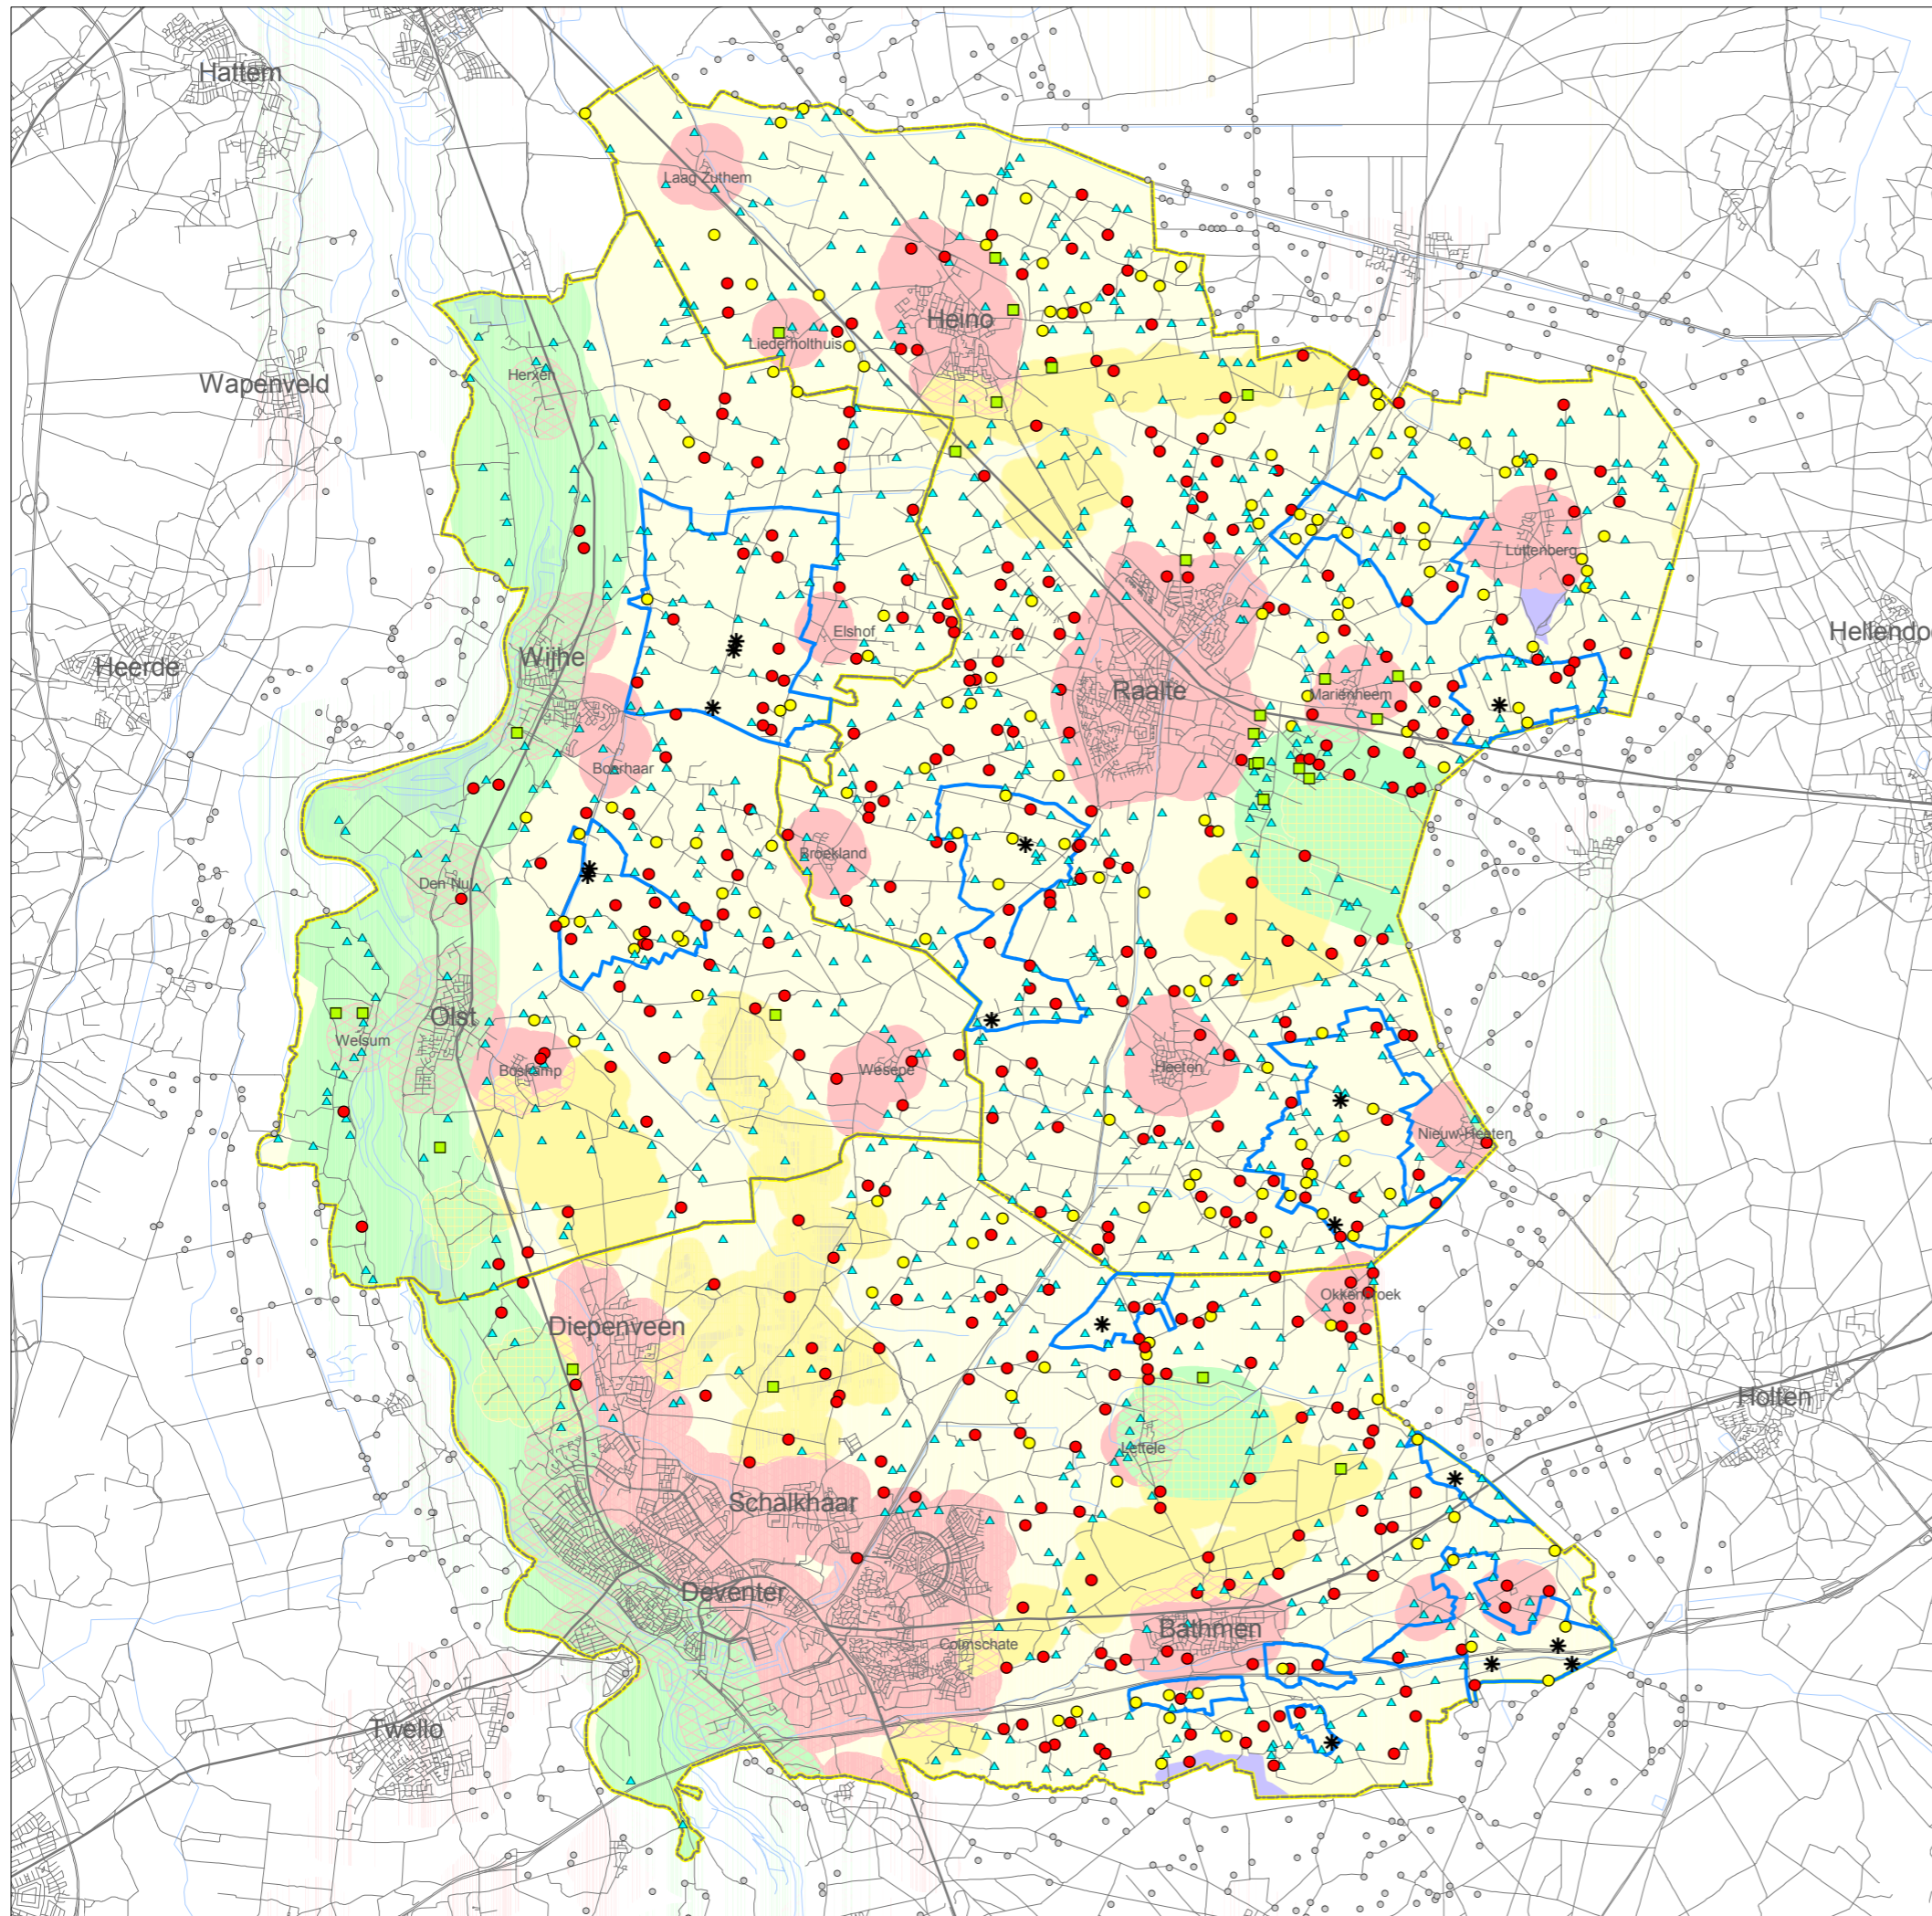 Hattem
Laag Zuthem
Heino
Liederholthuis
Herxen
Wapenveld
Luttenberg
Elshof
Hellendoo
Wijhe
Heerde
Raalte
Mariënheem
Boerhaar
Broekland
Den Nul
Olst
Welsum
Boskamp
Wesepe
Heeten
Nieuw-Heeten
Okkenbroek
Diepenveen
Holten
Lettele
Schalkhaar
Deventer
Bathmen
Colmschate
Twello